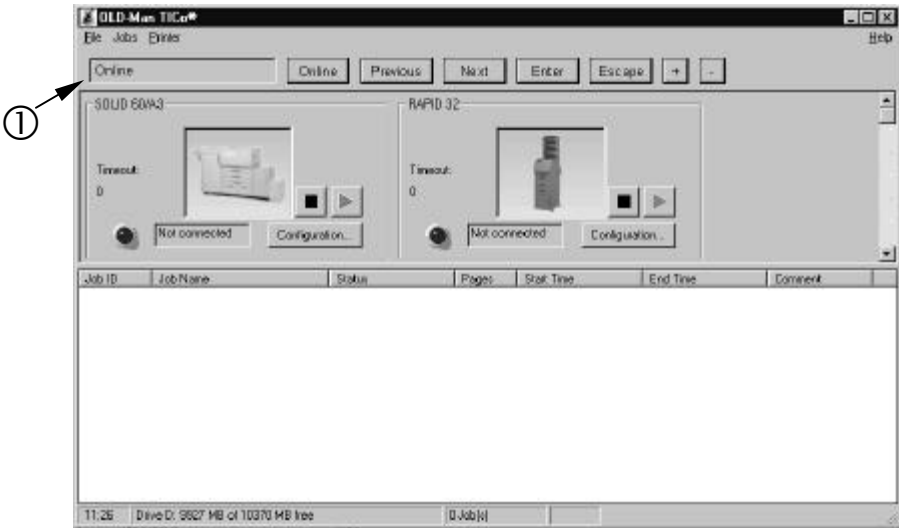 OLD-Man TICo®
File Jobs Printer Help
Online Online Previous Next Enter Escape + -
①
SOLID 60/A3 RAPID 32
Timeout: Timeout:
0 0
Not connected Configuration... Not connected Configuration...
Job ID Job Name Status Pages Start Time End Time Comment
11:26 Drive D: 9927 MB of 10370 MB free 0 Job(s)